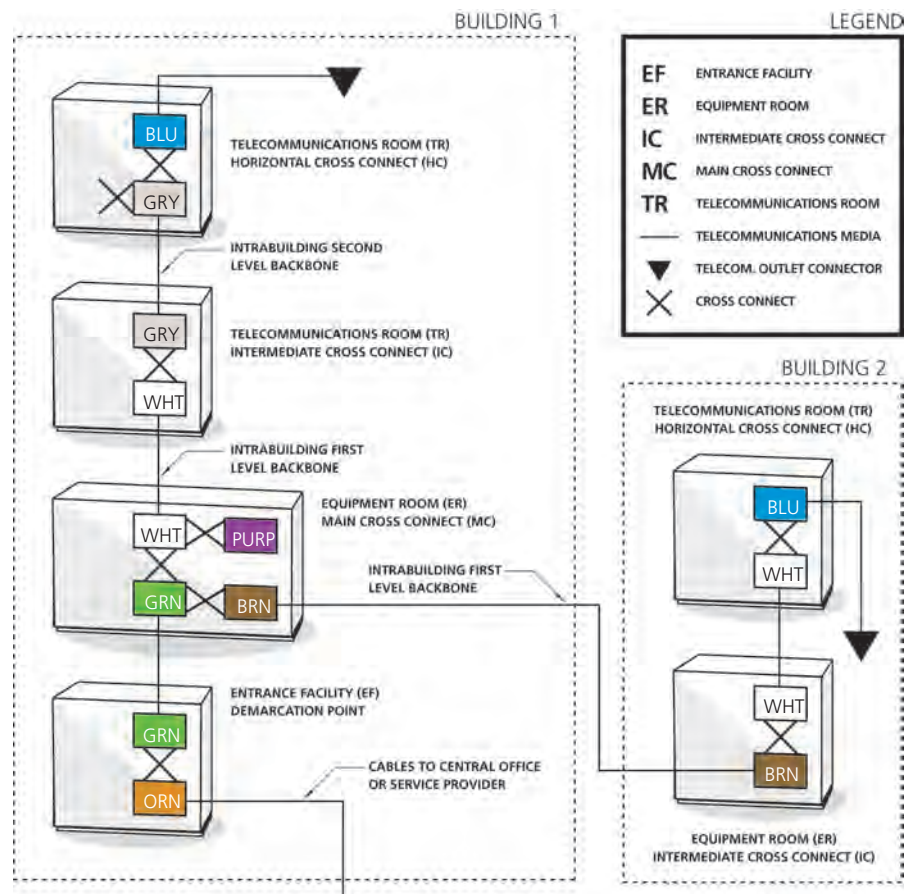 BUILDING 1
BLU
GRY
TELECOMMUNICATIONS ROOM (TR)
HORIZONTAL CROSS CONNECT (HC)
INTRABUILDING SECOND
LEVEL BACKBONE
GRY
WHT
TELECOMMUNICATIONS ROOM (TR)
INTERMEDIATE CROSS CONNECT (IC)
INTRABUILDING FIRST
LEVEL BACKBONE
EQUIPMENT ROOM (ER)
MAIN CROSS CONNECT (MC)
WHT
PURP
GRN
BRN
INTRABUILDING FIRST
LEVEL BACKBONE
ENTRANCE FACILITY (EF)
DEMARCATION POINT
GRN
ORN
CABLES TO CENTRAL OFFICE
OR SERVICE PROVIDER
LEGEND
EF ENTRANCE FACILITY
ER EQUIPMENT ROOM
IC INTERMEDIATE CROSS CONNECT
MC MAIN CROSS CONNECT
TR TELECOMMUNICATIONS ROOM
TELECOMMUNICATIONS MEDIA
TELECOM. OUTLET CONNECTOR
CROSS CONNECT
BUILDING 2
TELECOMMUNICATIONS ROOM (TR)
HORIZONTAL CROSS CONNECT (HC)
BLU
WHT
WHT
BRN
EQUIPMENT ROOM (ER)
INTERMEDIATE CROSS CONNECT (IC)